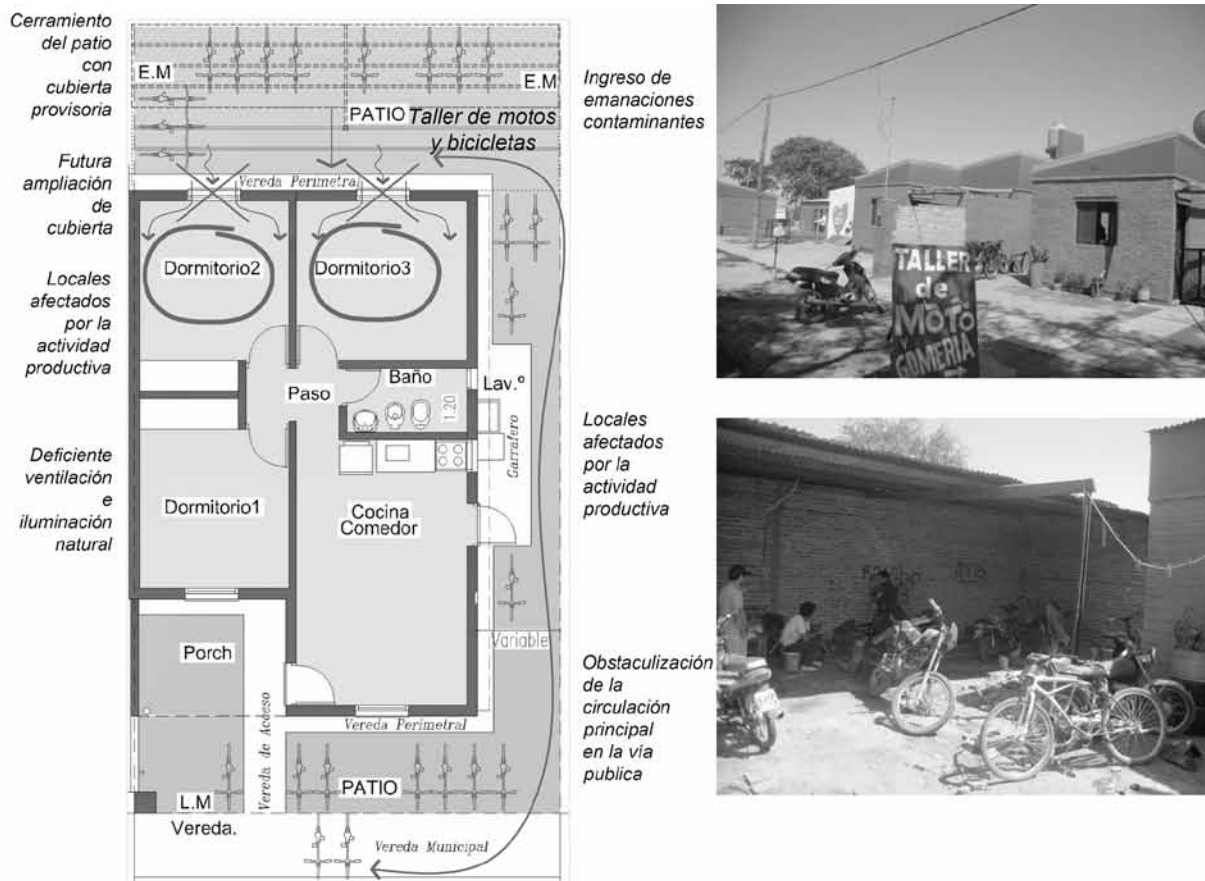 Cerramiento
del patio
con
cubierta
provisoria
Futura
ampliación
de
cubierta
Locales
afectados
por la
actividad
productiva
Deficiente
ventilación
e
iluminación
natural
E.M
E.M
PATIO
Taller de motos
y bicicletas
Vereda Perimetral
Dormitorio2
Dormitorio3
Paso
Baño
1.20
Lav.º
Garrafero
Dormitorio1
Cocina
Comedor
Variable
Porch
Vereda de Acceso
Vereda Perimetral
PATIO
L.M
Vereda.
Vereda Municipal
Ingreso de
emanaciones
contaminantes
Locales
afectados
por la
actividad
productiva
Obstaculización
de la
circulación
principal
en la vía
publica
TALLER
de
MOTO
Y
GOMERIA